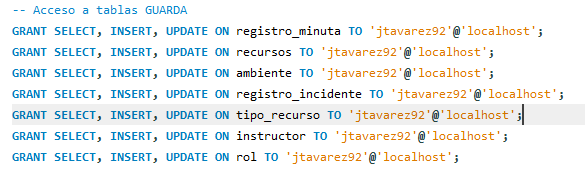 -- Acceso a tablas GUARDA
GRANT SELECT, INSERT, UPDATE ON registro_minuta TO 'jtavarez92'@'localhost';
GRANT SELECT, INSERT, UPDATE ON recursos TO 'jtavarez92'@'localhost';
GRANT SELECT, INSERT, UPDATE ON ambiente TO 'jtavarez92'@'localhost';
GRANT SELECT, INSERT, UPDATE ON registro_incidente TO 'jtavarez92'@'localhost';
GRANT SELECT, INSERT, UPDATE ON tipo_recurso TO 'jtavarez92'@'localhost';
GRANT SELECT, INSERT, UPDATE ON instructor TO 'jtavarez92'@'localhost';
GRANT SELECT, INSERT, UPDATE ON rol TO 'jtavarez92'@'localhost';